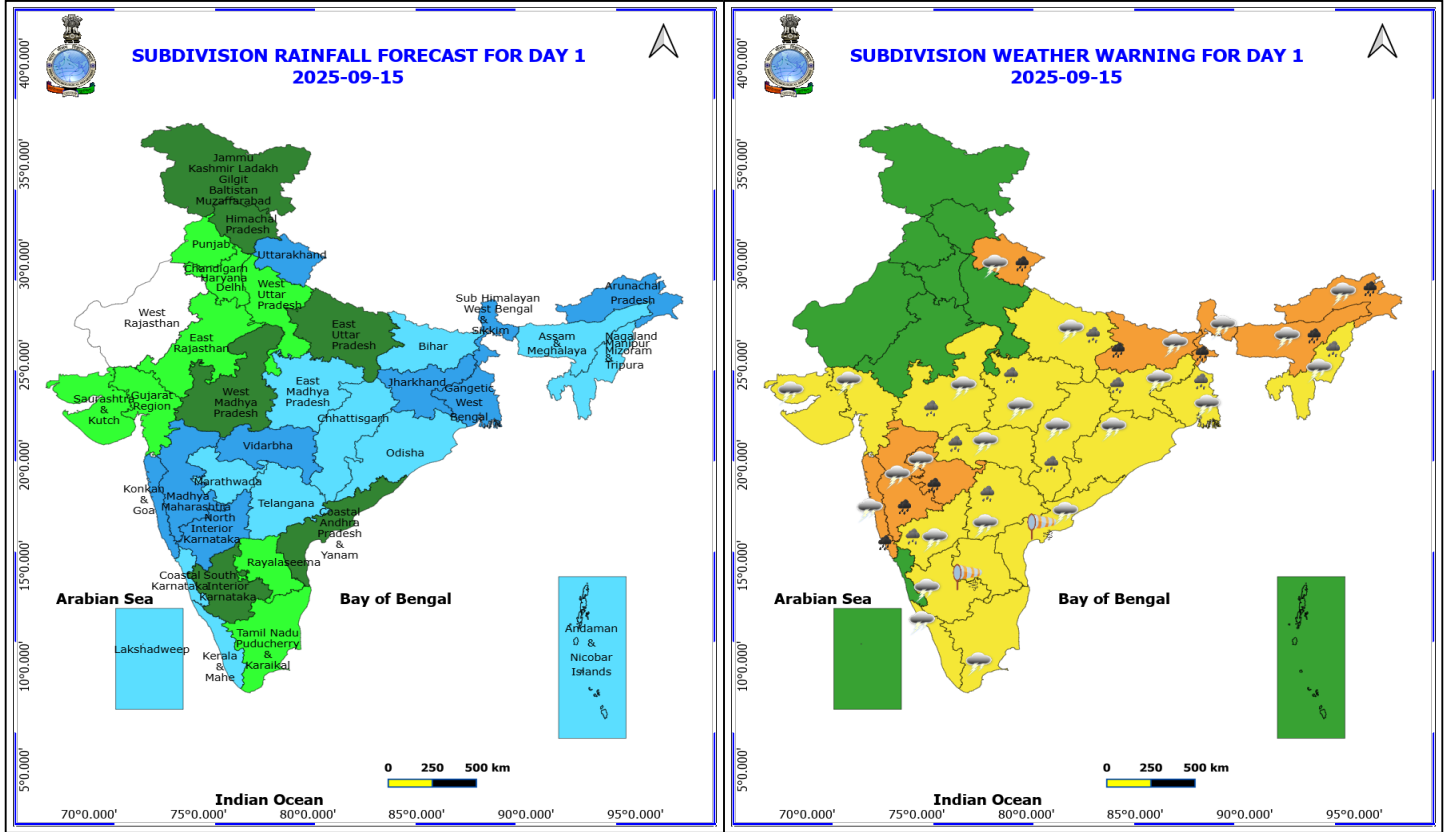 SUBDIVISION RAINFALL FORECAST FOR DAY 1
2025-09-15
40°0.000'
35°0.000'
30°0.000'
25°0.000'
20°0.000'
15°0.000'
10°0.000'
5°0.000'
Jammu
Kashmir Ladakh
Gilgit
Baltistan
Muzaffarabad
Himachal
Pradesh
Punjab
Uttarakhand
Chandigarh
Haryana
Delhi
West
Uttar
Pradesh
West
Rajasthan
East
Rajasthan
East
Uttar
Pradesh
Bihar
Sub Himalayan
West Bengal
&
Sikkim
Arunachal
Pradesh
Assam
&
Meghalaya
Nagaland
Manipur
Mizoram
&
Tripura
Saurashtra
&
Kutch
Gujarat
Region
West
Madhya
Pradesh
East
Madhya
Pradesh
Jharkhand
Gangetic
West
Bengal
Chhattisgarh
Vidarbha
Odisha
Konkan
&
Goa
Madhya
Maharashtra
Marathwada
Telangana
North
Interior
Karnataka
Coastal
Andhra
Pradesh
&
Yanam
Rayalaseema
Coastal
Karnataka
South
Interior
Karnataka
Arabian Sea
Bay of Bengal
Lakshadweep
Kerala
&
Mahe
Tamil Nadu
Puducherry
&
Karaikal
Andaman
&
Nicobar
Islands
0 250 500 km
Indian Ocean
70°0.000' 75°0.000' 80°0.000' 85°0.000' 90°0.000' 95°0.000'
SUBDIVISION WEATHER WARNING FOR DAY 1
2025-09-15
40°0.000'
35°0.000'
30°0.000'
25°0.000'
20°0.000'
15°0.000'
10°0.000'
5°0.000'
Arabian Sea
Bay of Bengal
0 250 500 km
Indian Ocean
70°0.000' 75°0.000' 80°0.000' 85°0.000' 90°0.000' 95°0.000'